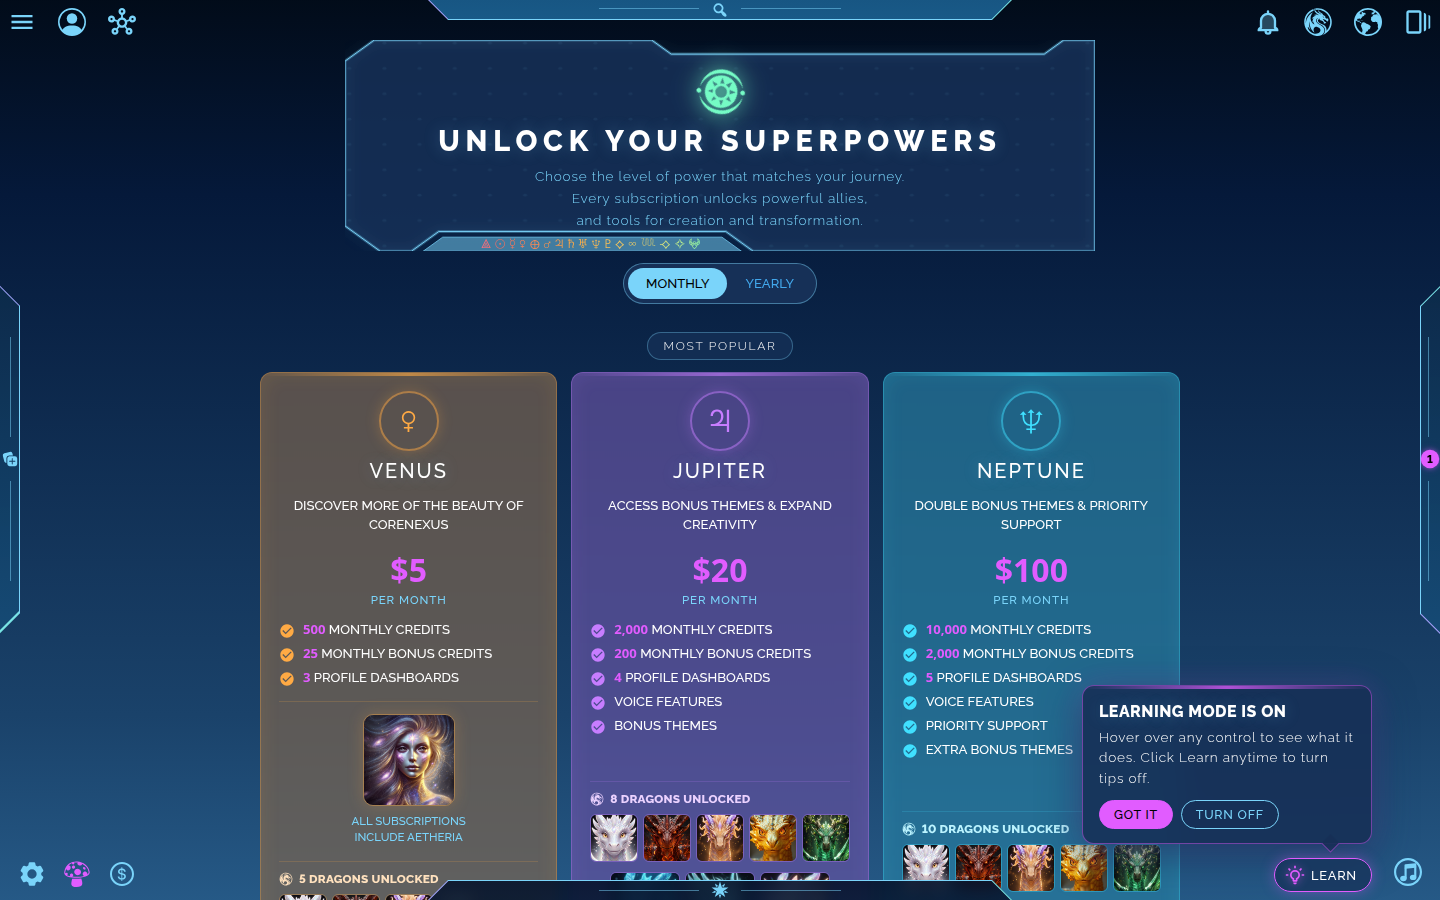 UNLOCK YOUR SUPERPOWERS
Choose the level of power that matches your journey.
Every subscription unlocks powerful allies,
and tools for creation and transformation.
MONTHLY
YEARLY
MOST POPULAR
VENUS
DISCOVER MORE OF THE BEAUTY OF
CORENEXUS
$5
PER MONTH
500 MONTHLY CREDITS
25 MONTHLY BONUS CREDITS
3 PROFILE DASHBOARDS
ALL SUBSCRIPTIONS
INCLUDE AETHERIA
5 DRAGONS UNLOCKED
JUPITER
ACCESS BONUS THEMES & EXPAND
CREATIVITY
$20
PER MONTH
2,000 MONTHLY CREDITS
200 MONTHLY BONUS CREDITS
4 PROFILE DASHBOARDS
VOICE FEATURES
BONUS THEMES
8 DRAGONS UNLOCKED
NEPTUNE
DOUBLE BONUS THEMES & PRIORITY
SUPPORT
$100
PER MONTH
10,000 MONTHLY CREDITS
2,000 MONTHLY BONUS CREDITS
5 PROFILE DASHBOARDS
VOICE FEATURES
PRIORITY SUPPORT
EXTRA BONUS THEMES
10 DRAGONS UNLOCKED
1
LEARNING MODE IS ON
Hover over any control to see what it
does. Click Learn anytime to turn
tips off.
GOT IT
TURN OFF
LEARN